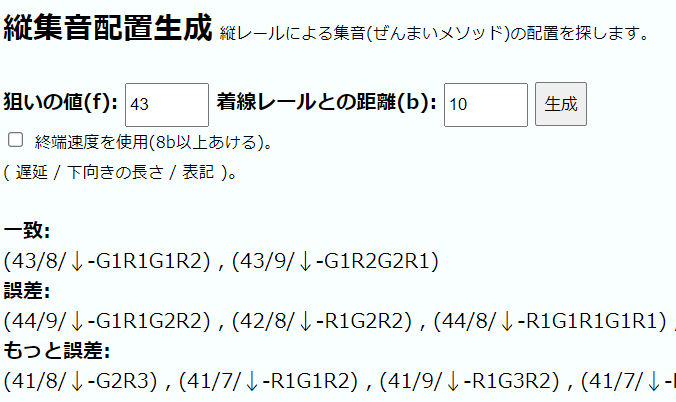 縦集音配置生成 縦レールによる集音(ぜんまいメソッド)の配置を探します。
狙いの値(f): 43 着線レールとの距離(b): 10 生成
終端速度を使用(8b以上あける)。
( 遅延 / 下向きの長さ / 表記 )。
一致:
(43/8/↓-G1R1G1R2) , (43/9/↓-G1R2G2R1)
誤差:
(44/9/↓-G1R1G2R2) , (42/8/↓-R1G2R2) , (44/8/↓-R1G1R1G1R1) ,
もっと誤差:
(41/8/↓-G2R3) , (41/7/↓-R1G1R2) , (41/9/↓-R1G3R2) , (41/7/↓-